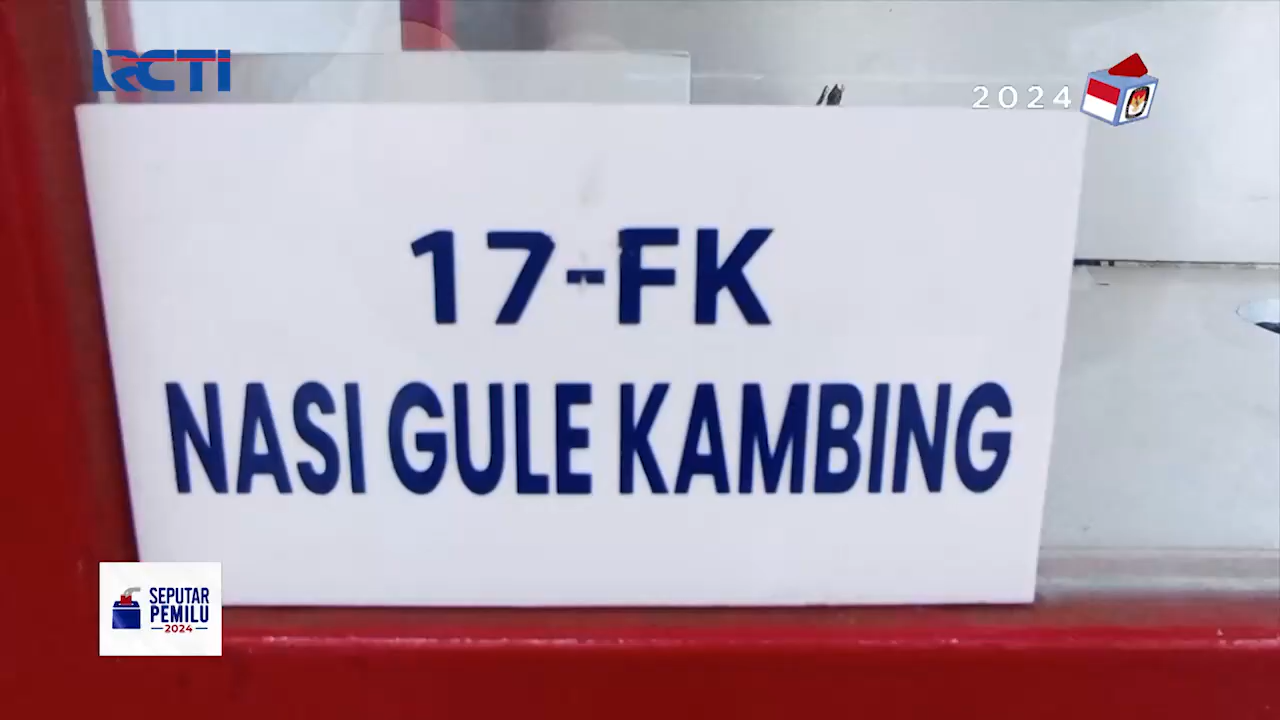 RCTI
2024
17-FK
NASI GULE KAMBING
SEPUTAR
PEMILU
2024